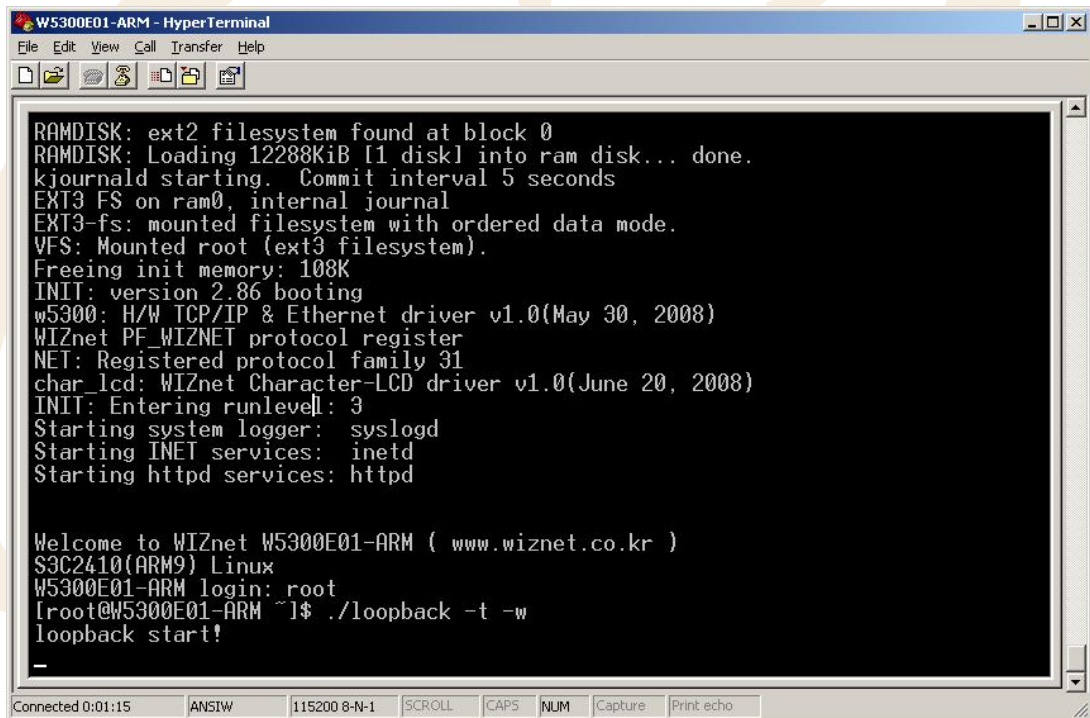 W5300E01-ARM - HyperTerminal
File Edit View Call Transfer Help
RAMDISK: ext2 filesystem found at block 0
RAMDISK: Loading 12288KiB [1 disk] into ram disk... done.
kjournald starting.  Commit interval 5 seconds
EXT3 FS on ram0, internal journal
EXT3-fs: mounted filesystem with ordered data mode.
VFS: Mounted root (ext3 filesystem).
Freeing init memory: 108K
INIT: version 2.86 booting
w5300: H/W TCP/IP & Ethernet driver v1.0(May 30, 2008)
WIZnet PF_WIZNET protocol register
NET: Registered protocol family 31
char_lcd: WIZnet Character-LCD driver v1.0(June 20, 2008)
INIT: Entering runlevel: 3
Starting system logger:  syslogd
Starting INET services:  inetd
Starting httpd services: httpd
Welcome to WIZnet W5300E01-ARM ( www.wiznet.co.kr )
S3C2410(ARM9) Linux
W5300E01-ARM login: root
[root@W5300E01-ARM ~]$ ./loopback -t -w
loopback start!
Connected 0:01:15 ANSIW 115200 8-N-1 SCROLL CAPS NUM Capture Print echo